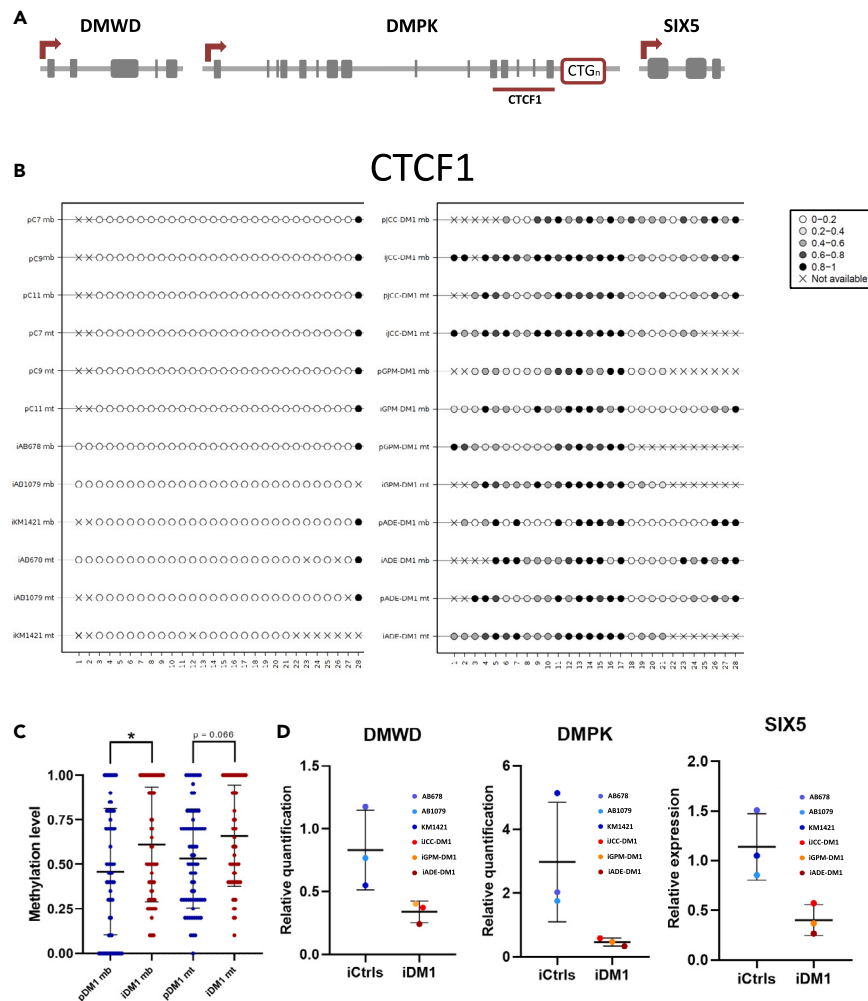 A
DMWD
DMPK
SIX5
CTGn
CTCF1
B
CTCF1
pC7 mb
pC9mb
pC11 mb
pC7 mt
pC9 mt
pC11 mt
iAB678 mb
iAB1079 mb
iKM1421 mb
iAB670 mt
iAB1079 mt
iKM1421 mt
1 2 3 4 5 6 7 8 9 10 11 12 13 14 15 16 17 18 19 20 21 22 23 24 25 26 27 28
pJCC-DM1 mb
iJCC-DM1 mb
pJCC-DM1 mt
iJCC-DM1 mt
pGPM-DM1 mb
iGPM-DM1 mb
pGPM-DM1 mt
iGPM-DM1 mt
pADE-DM1 mb
iADE-DM1 mb
pADE-DM1 mt
iADE-DM1 mt
1 2 3 4 5 6 7 8 9 10 11 12 13 14 15 16 17 18 19 20 21 22 23 24 25 26 27 28
0−0.2
0.2−0.4
0.4−0.6
0.6−0.8
0.8−1
Not available
C
* p = 0.066
Methylation level
1.00
0.75
0.50
0.25
0.00
pDM1 mb
iDM1 mb
pDM1 mt
iDM1 mt
D
DMWD
Relative quantification
1.5
1.0
0.5
0.0
AB678
AB1079
KM1421
iJCC-DM1
iGPM-DM1
iADE-DM1
iCtrls iDM1
DMPK
Relative quantification
6
4
2
0
AB678
AB1079
KM1421
iJCC-DM1
iGPM-DM1
iADE-DM1
iCtrls iDM1
SIX5
Relative expression
2.0
1.5
1.0
0.5
0.0
AB678
AB1079
KM1421
iJCC-DM1
iGPM-DM1
iADE-DM1
iCtrls iDM1